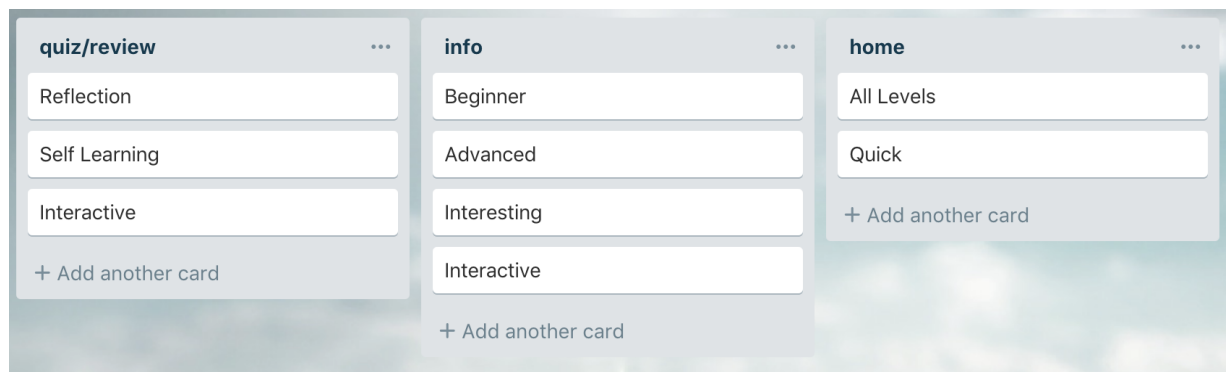 quiz/review
Reflection
Self Learning
Interactive
+ Add another card
info
Beginner
Advanced
Interesting
Interactive
+ Add another card
home
All Levels
Quick
+ Add another card